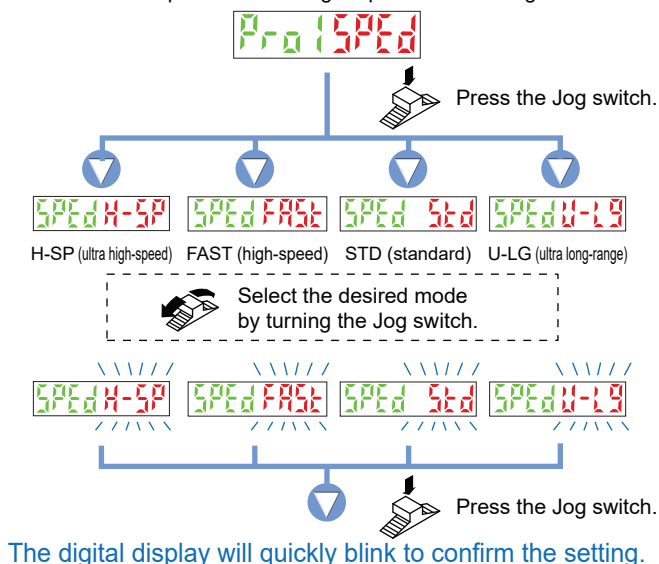 Pro1SPEd
Press the Jog switch.
SPEdH-SP SPEdFASt SPEd Std SPEdU-LG
H-SP (ultra high-speed) FAST (high-speed) STD (standard) U-LG (ultra long-range)
Select the desired mode
by turning the Jog switch.
SPEdH-SP SPEdFASt SPEd Std SPEdU-LG
Press the Jog switch.
The digital display will quickly blink to confirm the setting.